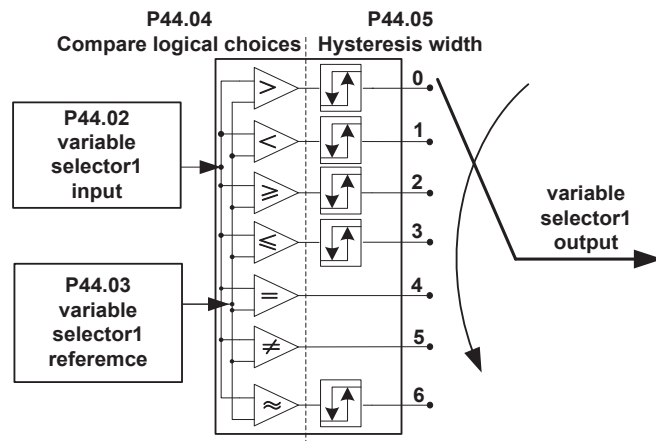 P44.04
Compare logical choices
P44.05
Hysteresis width
P44.02
variable
selector1
input
P44.03
variable
selector1
referemce
>
<
≥
≤
=
≠
≈
0
1
2
3
4
5
6
variable
selector1
output